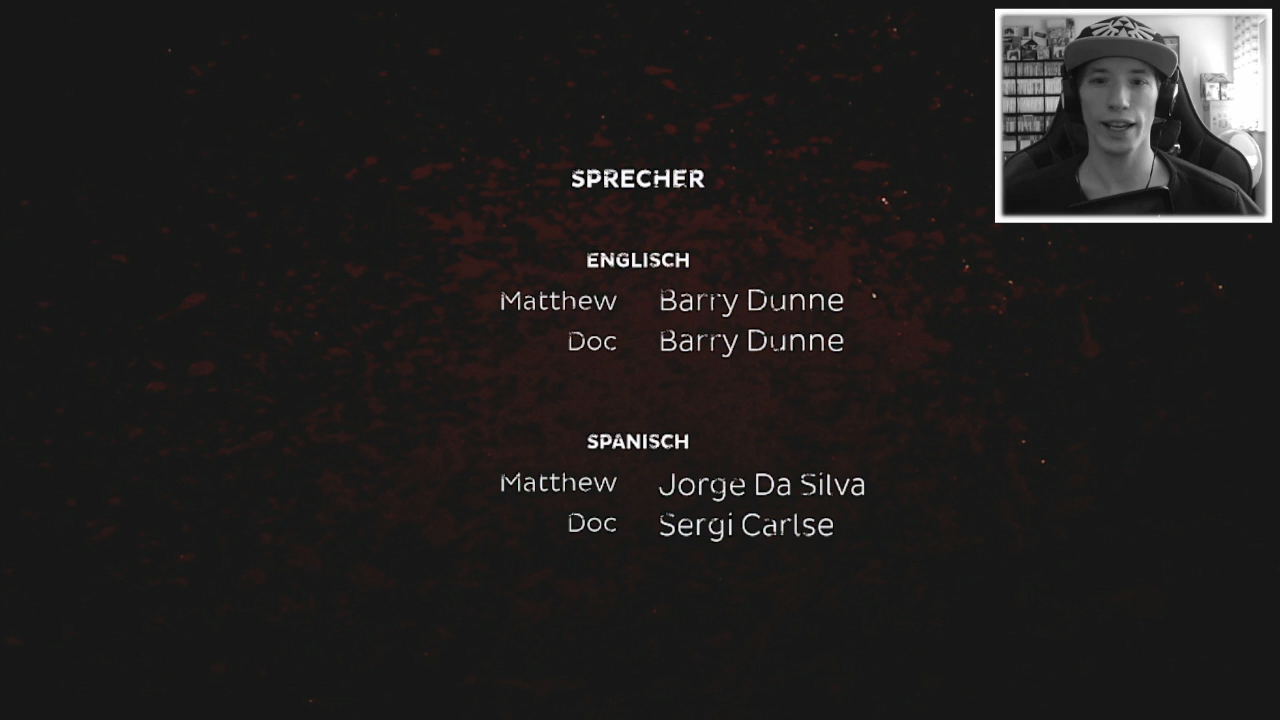 SPRECHER
ENGLISCH
Matthew Barry Dunne
Doc Barry Dunne
SPANISCH
Matthew Jorge Da Silva
Doc Sergi Carlse